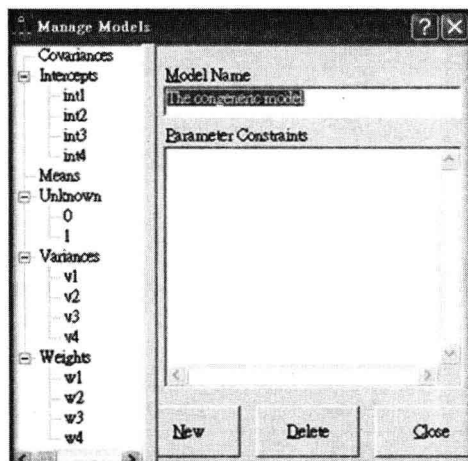 Manage Models
Covariances
Intercepts
int1
int2
int3
int4
Means
Unknown
0
1
Variances
v1
v2
v3
v4
Weights
w1
w2
w3
w4
Model Name
The congeneric model
Parameter Constraints
New
Delete
Close